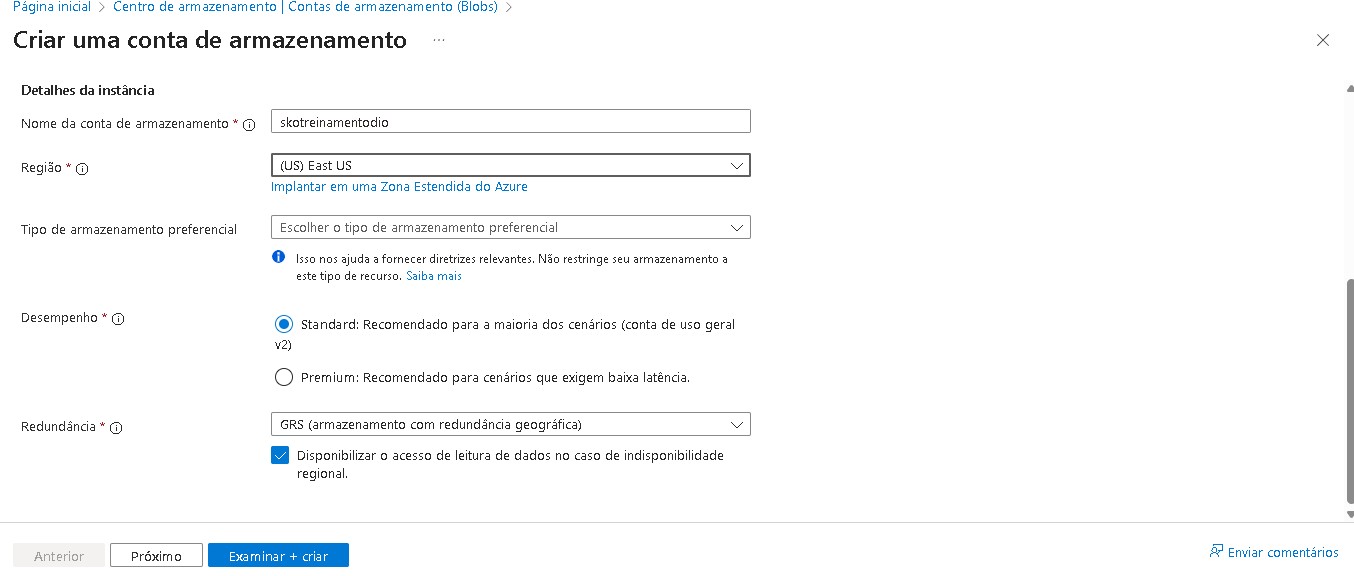 Página inicial > Centro de armazenamento | Contas de armazenamento (Blobs) >
Criar uma conta de armazenamento ...
Detalhes da instância
Nome da conta de armazenamento *
skotreinamentodio
Região *
(US) East US
Implantar em uma Zona Estendida do Azure
Tipo de armazenamento preferencial
Escolher o tipo de armazenamento preferencial
Isso nos ajuda a fornecer diretrizes relevantes. Não restringe seu armazenamento a
este tipo de recurso. Saiba mais
Desempenho *
Standard: Recomendado para a maioria dos cenários (conta de uso geral
v2)
Premium: Recomendado para cenários que exigem baixa latência.
Redundância *
GRS (armazenamento com redundância geográfica)
Disponibilizar o acesso de leitura de dados no caso de indisponibilidade
regional.
Anterior
Próximo
Examinar + criar
Enviar comentários